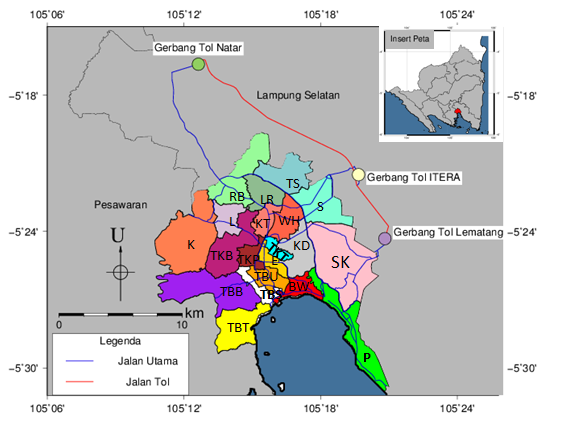 105°06' 105°12' 105°18' 105°24'
Gerbang Tol Natar
Insert Peta
−5°18' −5°18'
Lampung Selatan
Gerbang Tol ITERA
TS
RB
LR
S
Pesawaran
WH
KT
L
−5°24' −5°24'
Gerbang Tol Lematang
U
K
KD
TKB
TKP
E
SK
TBU
BW
TBB
TBS
0 10 km
TBT
Legenda
Jalan Utama
Jalan Tol
P
−5°30' −5°30'
105°06' 105°12' 105°18' 105°24'